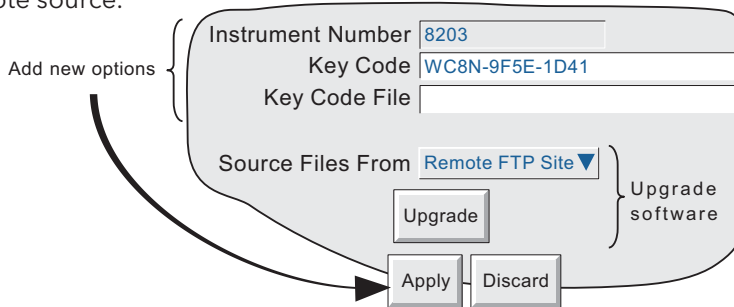 ote source.
Instrument Number 8203
Add new options Key Code WC8N-9F5E-1D41
Key Code File
Source Files From Remote FTP Site
Upgrade software
Upgrade
Apply Discard